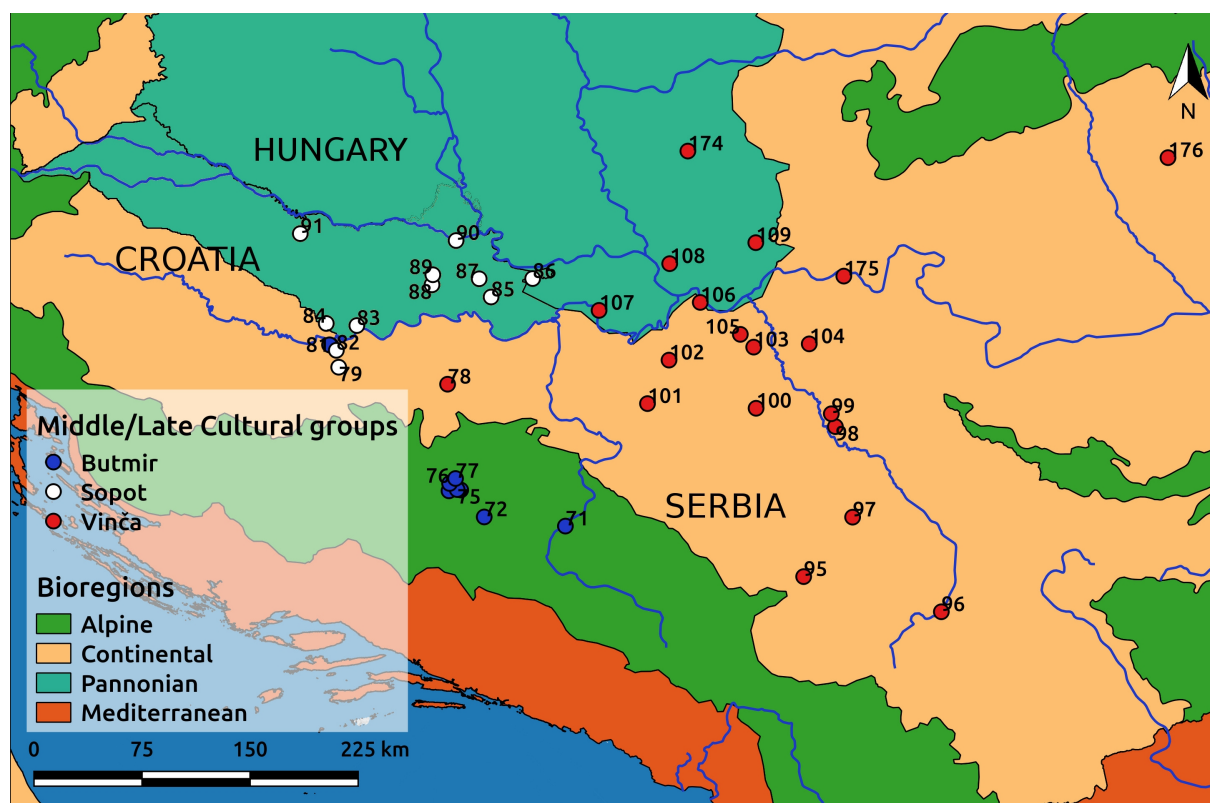 N
174
176
HUNGARY
91
90
109
CROATIA
108
89
87
86
175
88
85
106
107
84
83
105
103
104
81
82
102
79
78
101
100
99
98
Middle/Late Cultural groups
Butmir
Sopot
Vinča
77
76
75
72
71
SERBIA
97
95
96
Bioregions
Alpine
Continental
Pannonian
Mediterranean
0 75 150 225 km